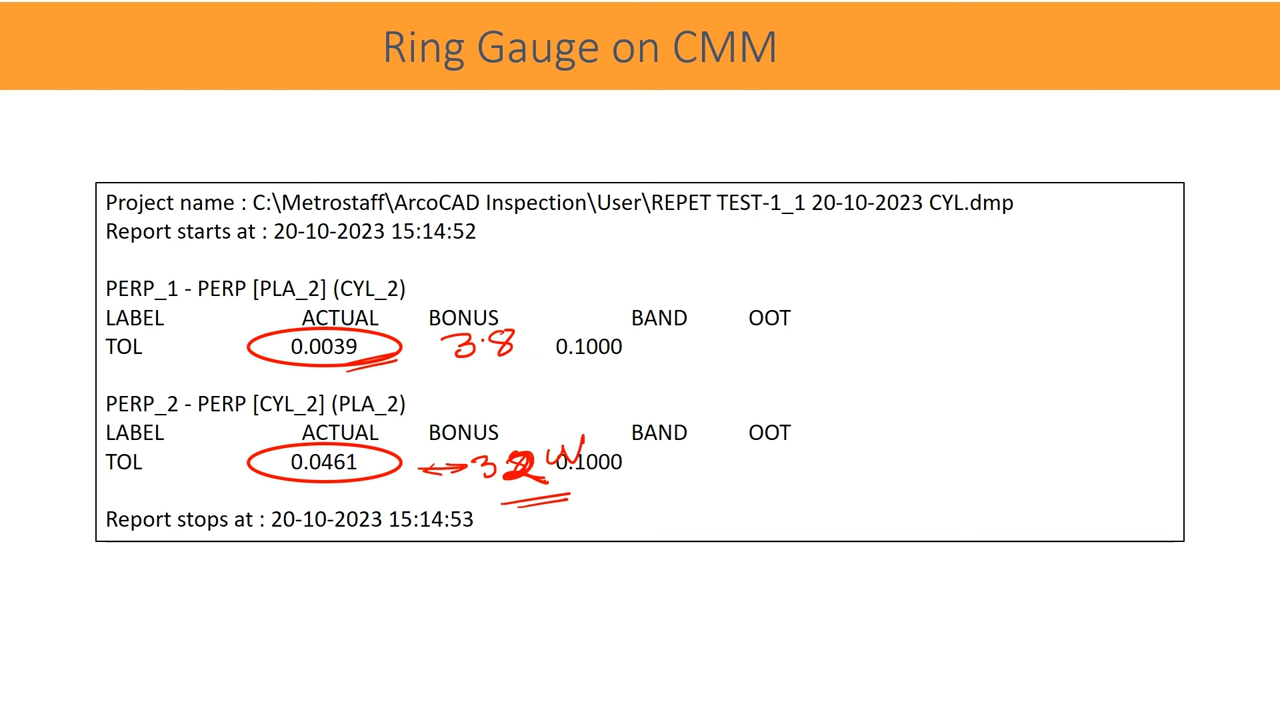 Ring Gauge on CMM
Project name : C:\Metrostaff\ArcoCAD Inspection\User\REPET TEST-1_1 20-10-2023 CYL.dmp
Report starts at : 20-10-2023 15:14:52
PERP_1 - PERP [PLA_2] (CYL_2)
LABEL ACTUAL BONUS BAND OOT
TOL 0.0039 3.8 0.1000
PERP_2 - PERP [CYL_2] (PLA_2)
LABEL ACTUAL BONUS BAND OOT
TOL 0.0461 0.1000
Report stops at : 20-10-2023 15:14:53